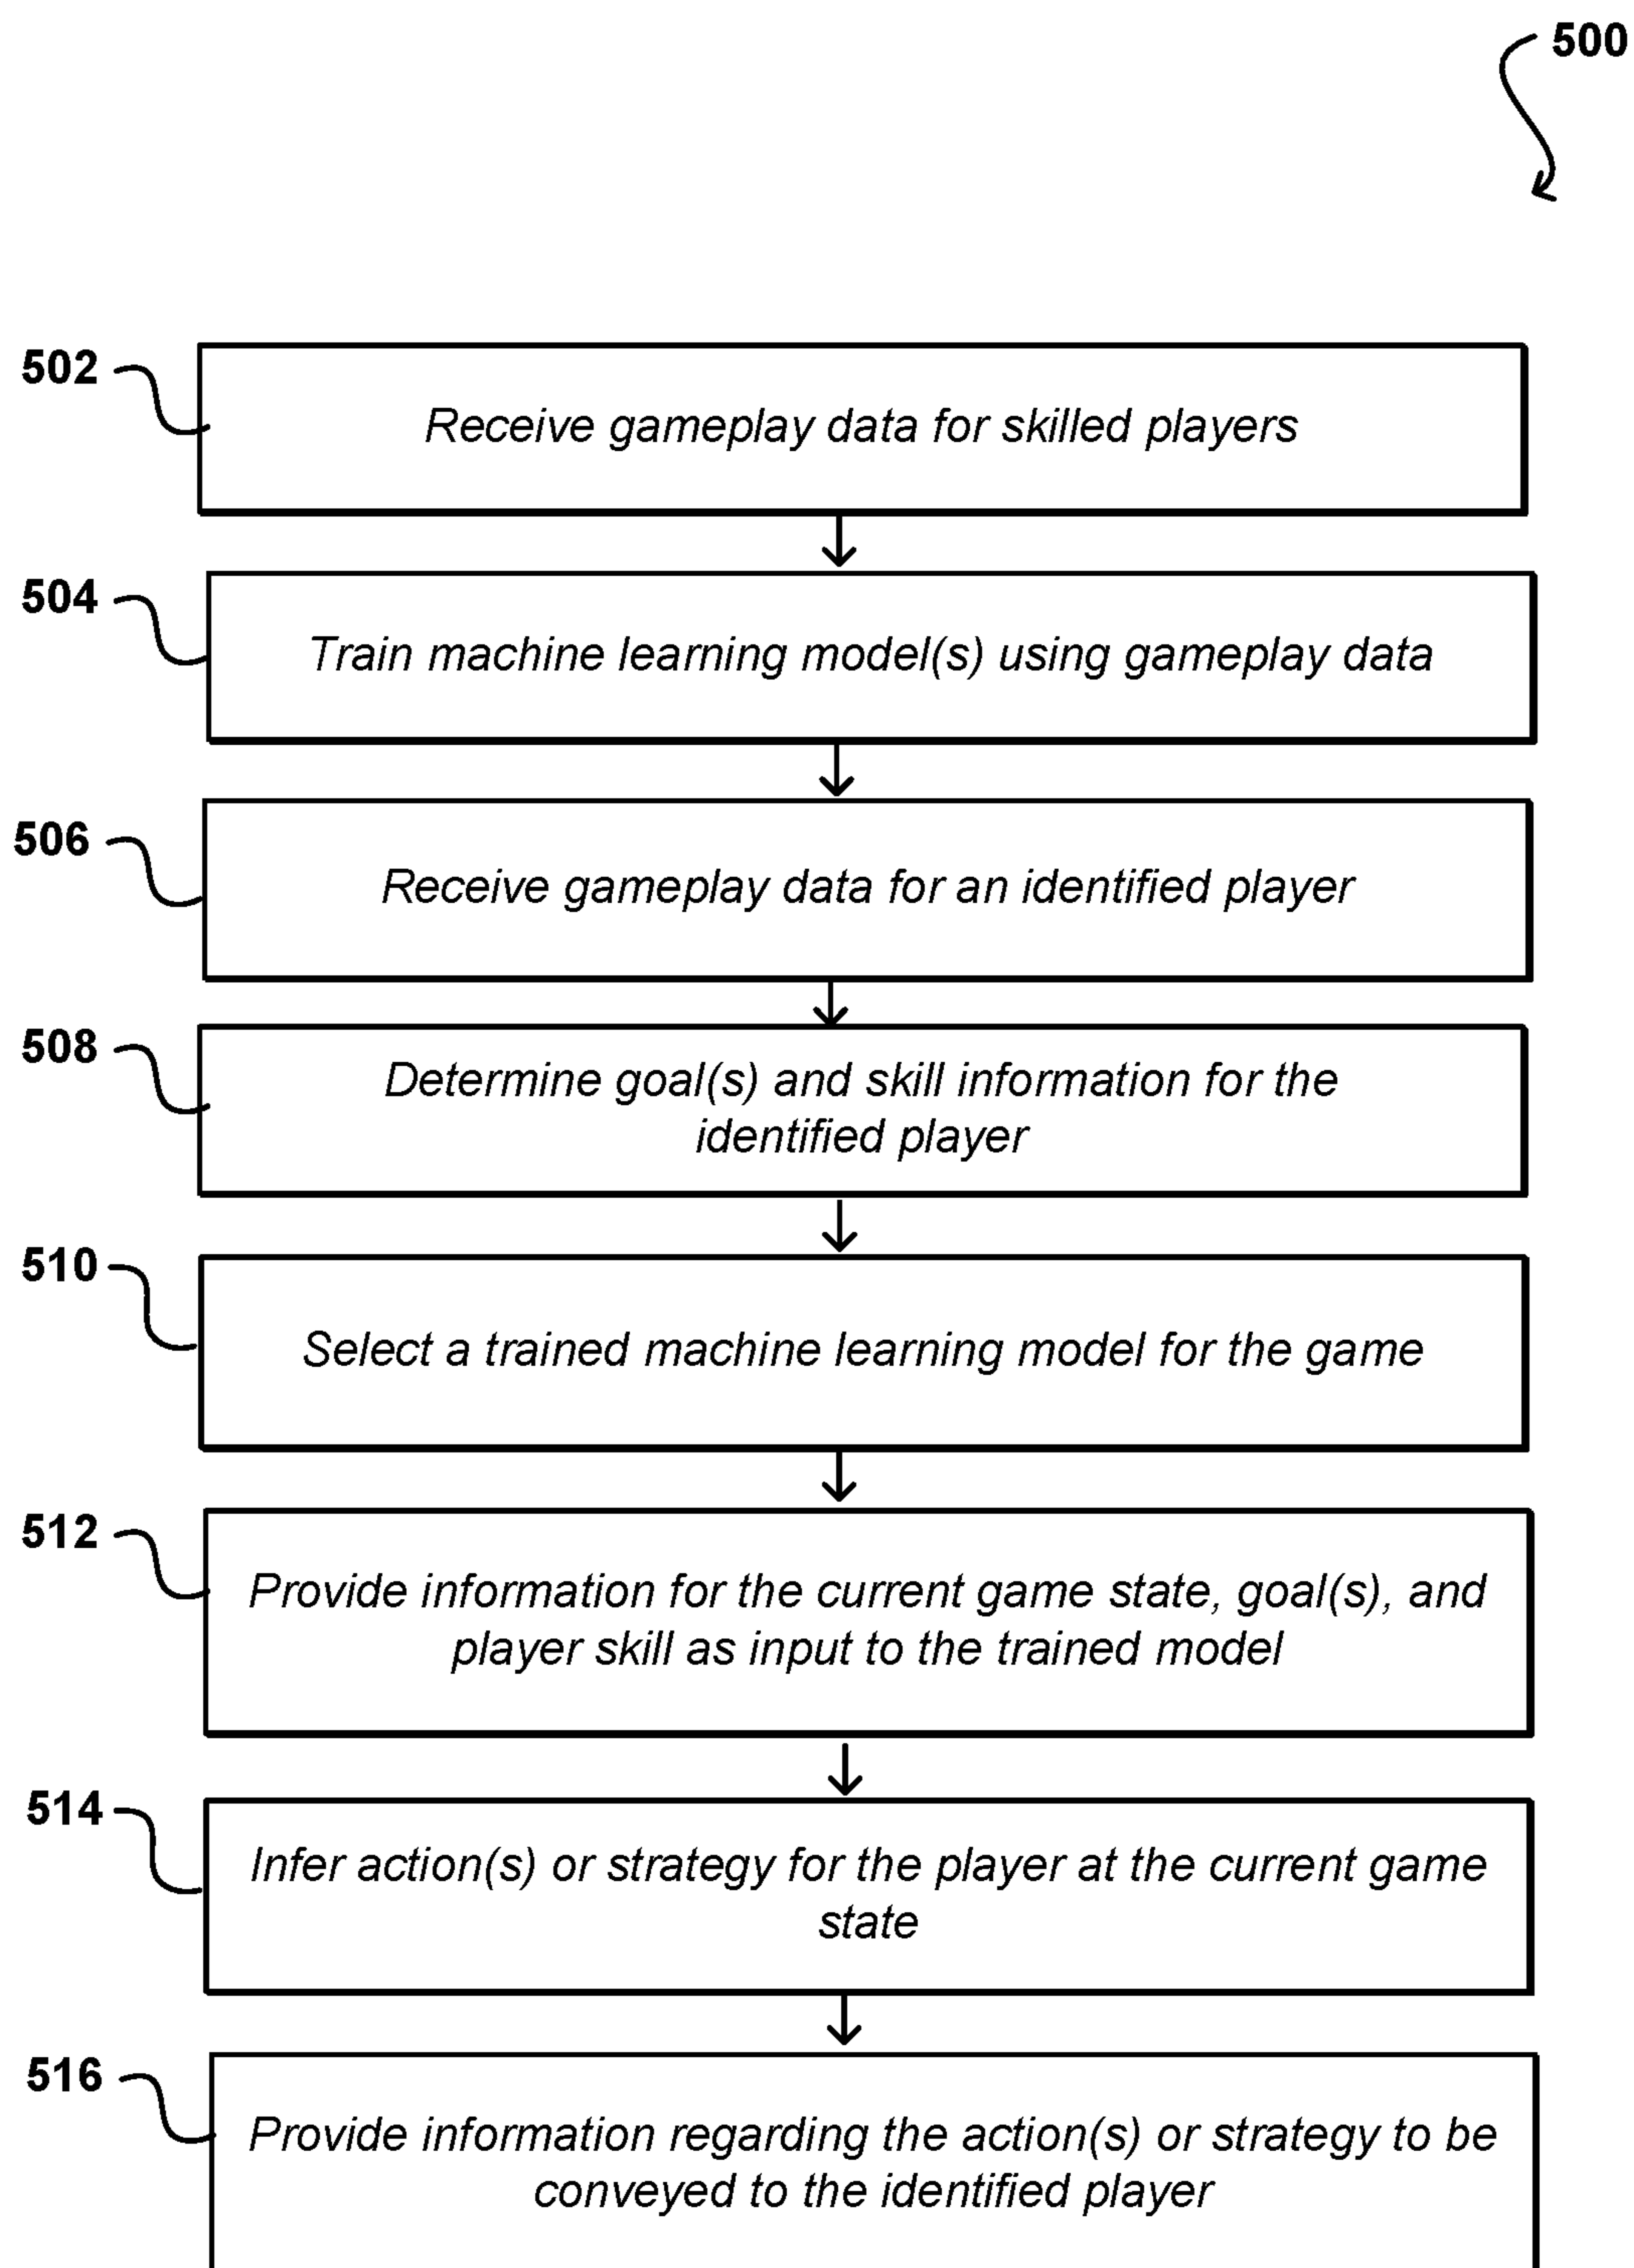 500
502
Receive gameplay data for skilled players
504
Train machine learning model(s) using gameplay data
506
Receive gameplay data for an identified player
508
Determine goal(s) and skill information for the
identified player
510
Select a trained machine learning model for the game
512
Provide information for the current game state, goal(s), and
player skill as input to the trained model
514
Infer action(s) or strategy for the player at the current game
state
516
Provide information regarding the action(s) or strategy to be
conveyed to the identified player